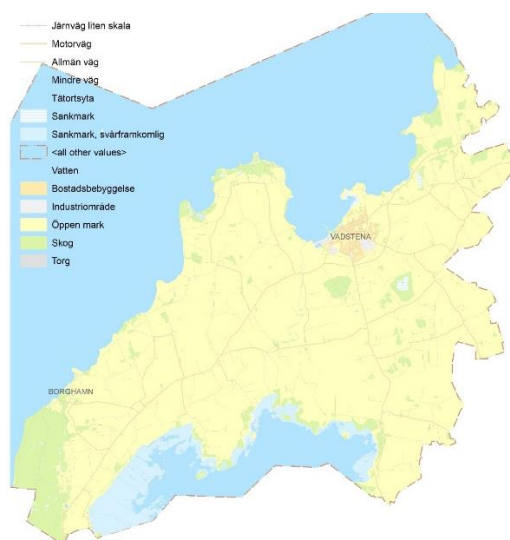 Järnväg liten skala
Motorväg
Allmän väg
Mindre väg
Tätortsyta
Sankmark
Sankmark, svårframkomlig
<all other values>
Vatten
Bostadsbebyggelse
Industriområde
Öppen mark
Skog
Torg
VADSTENA
BORGHAMN